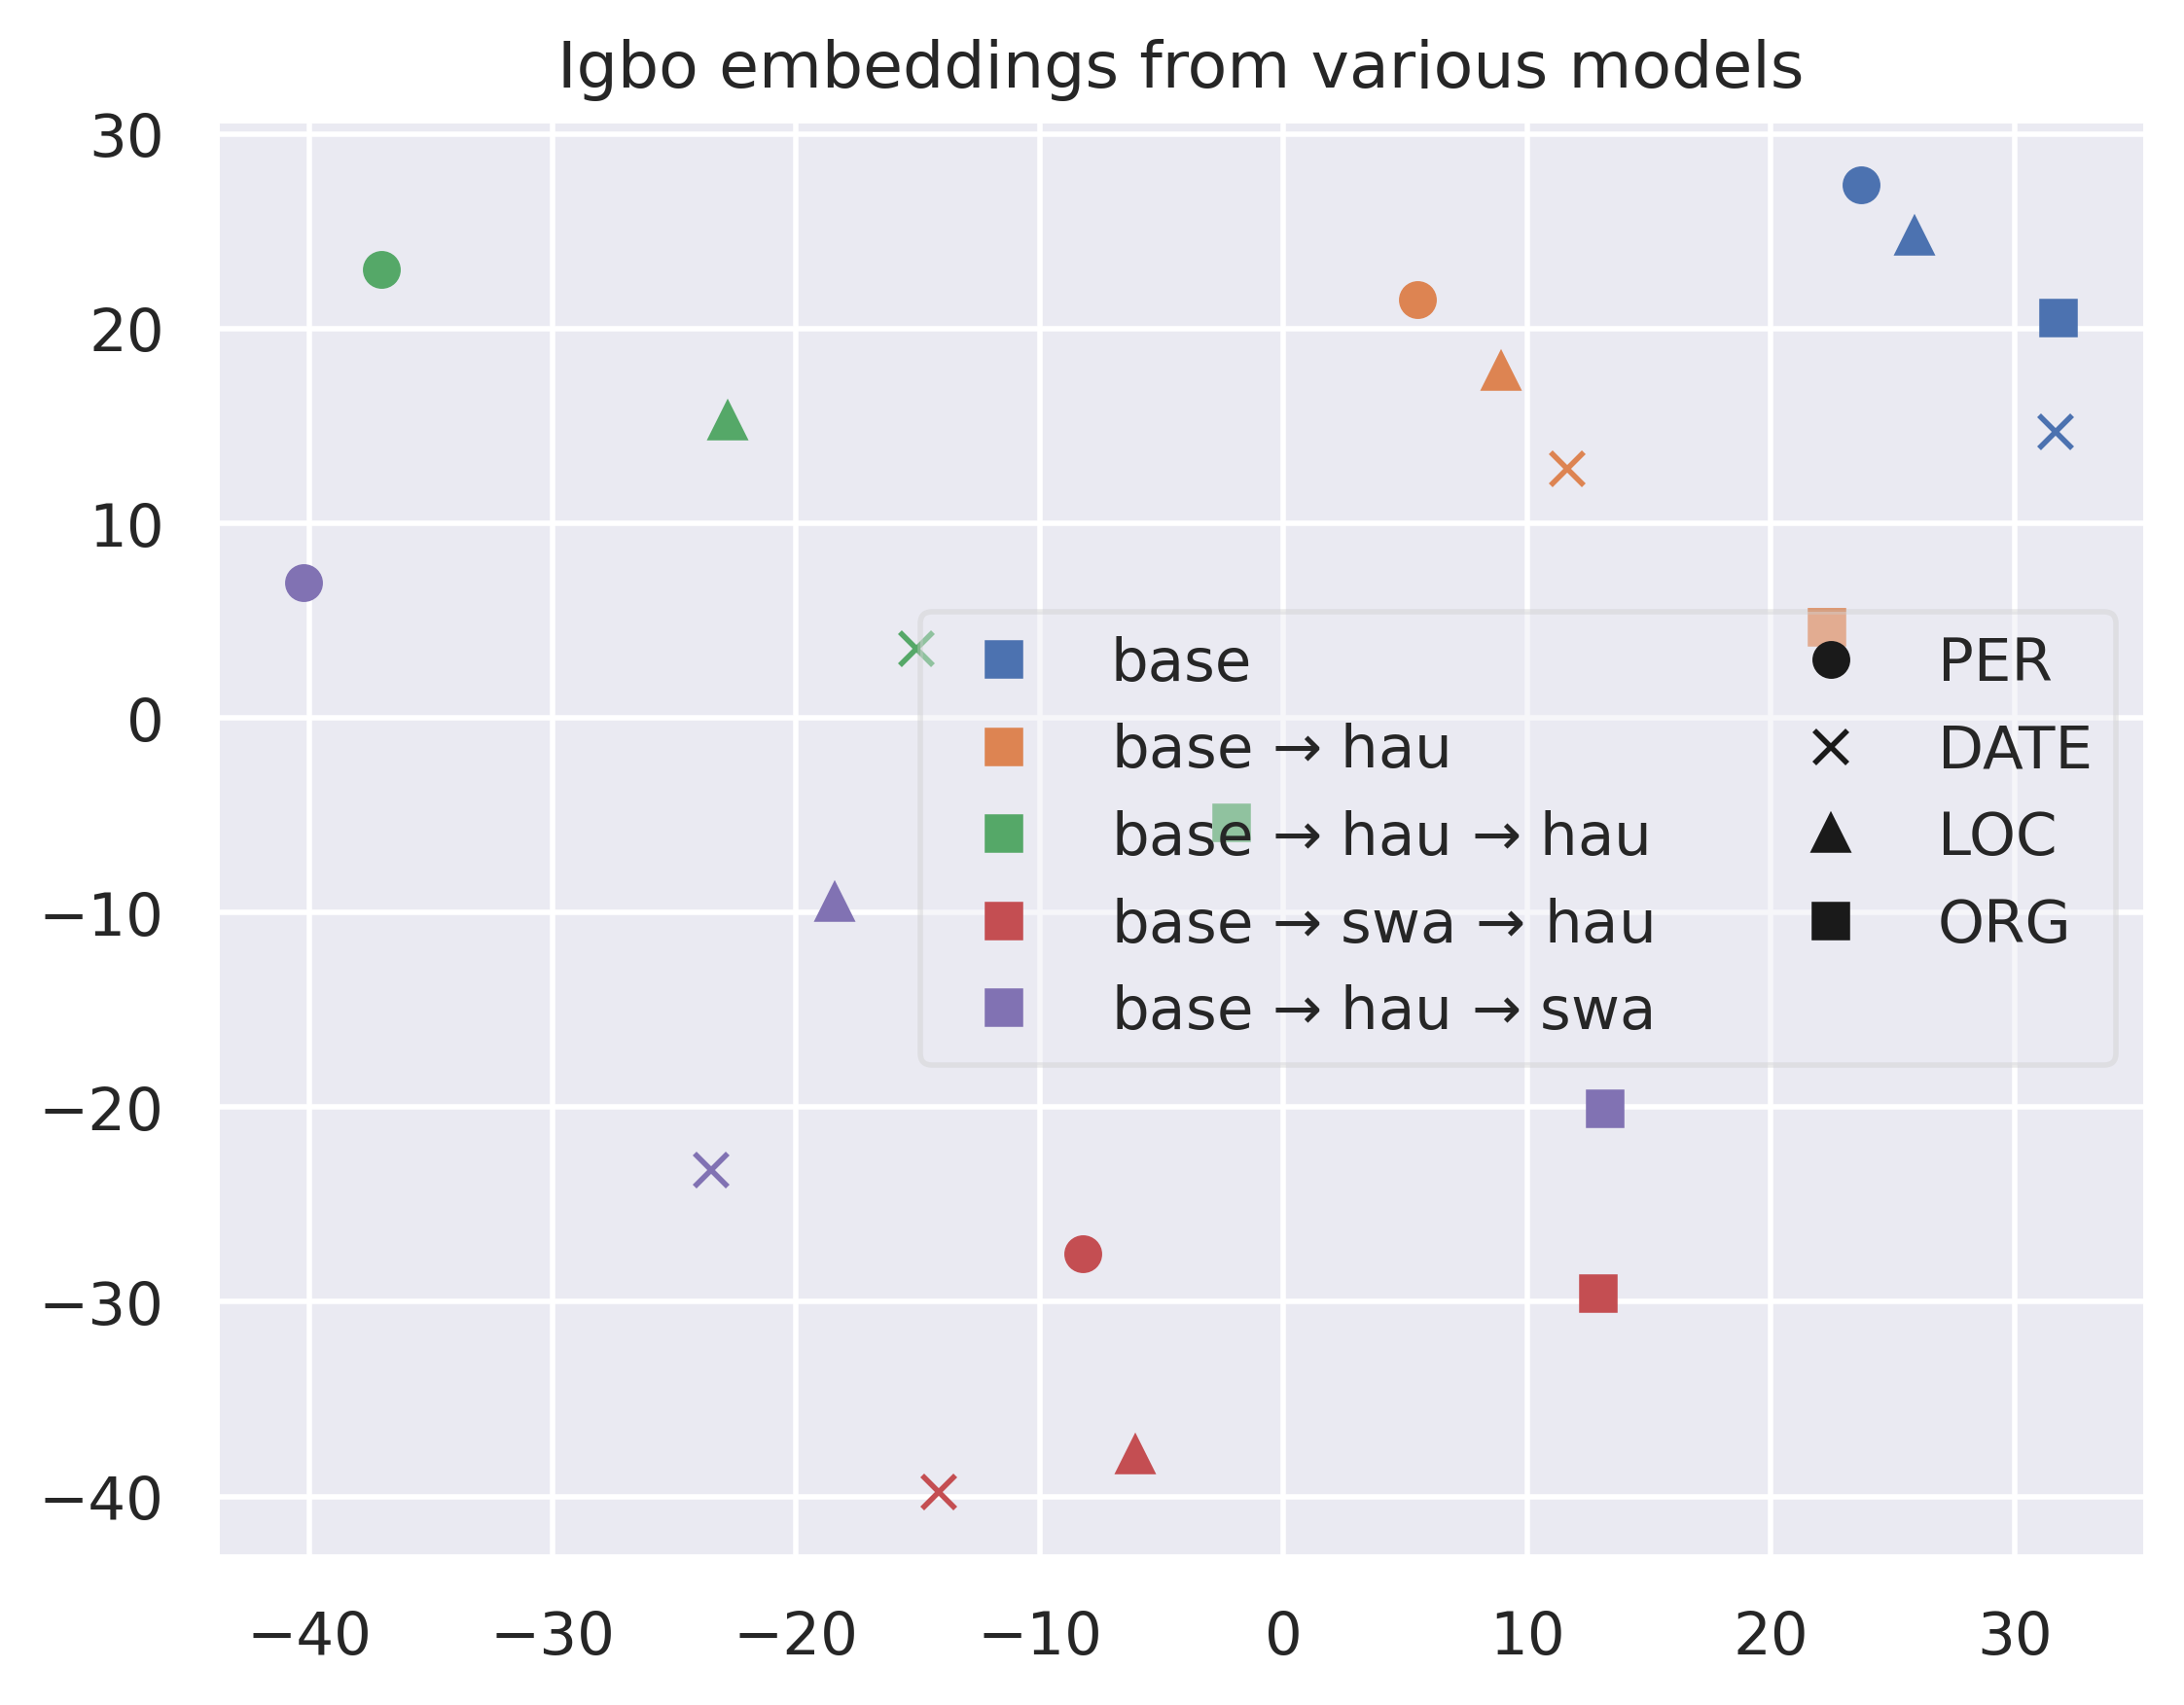 Igbo embeddings from various models
30
20
10
0
−10
−20
−30
−40
base
base → hau
base → hau → hau
base → swa → hau
base → hau → swa
PER
DATE
LOC
ORG
−40 −30 −20 −10 0 10 20 30